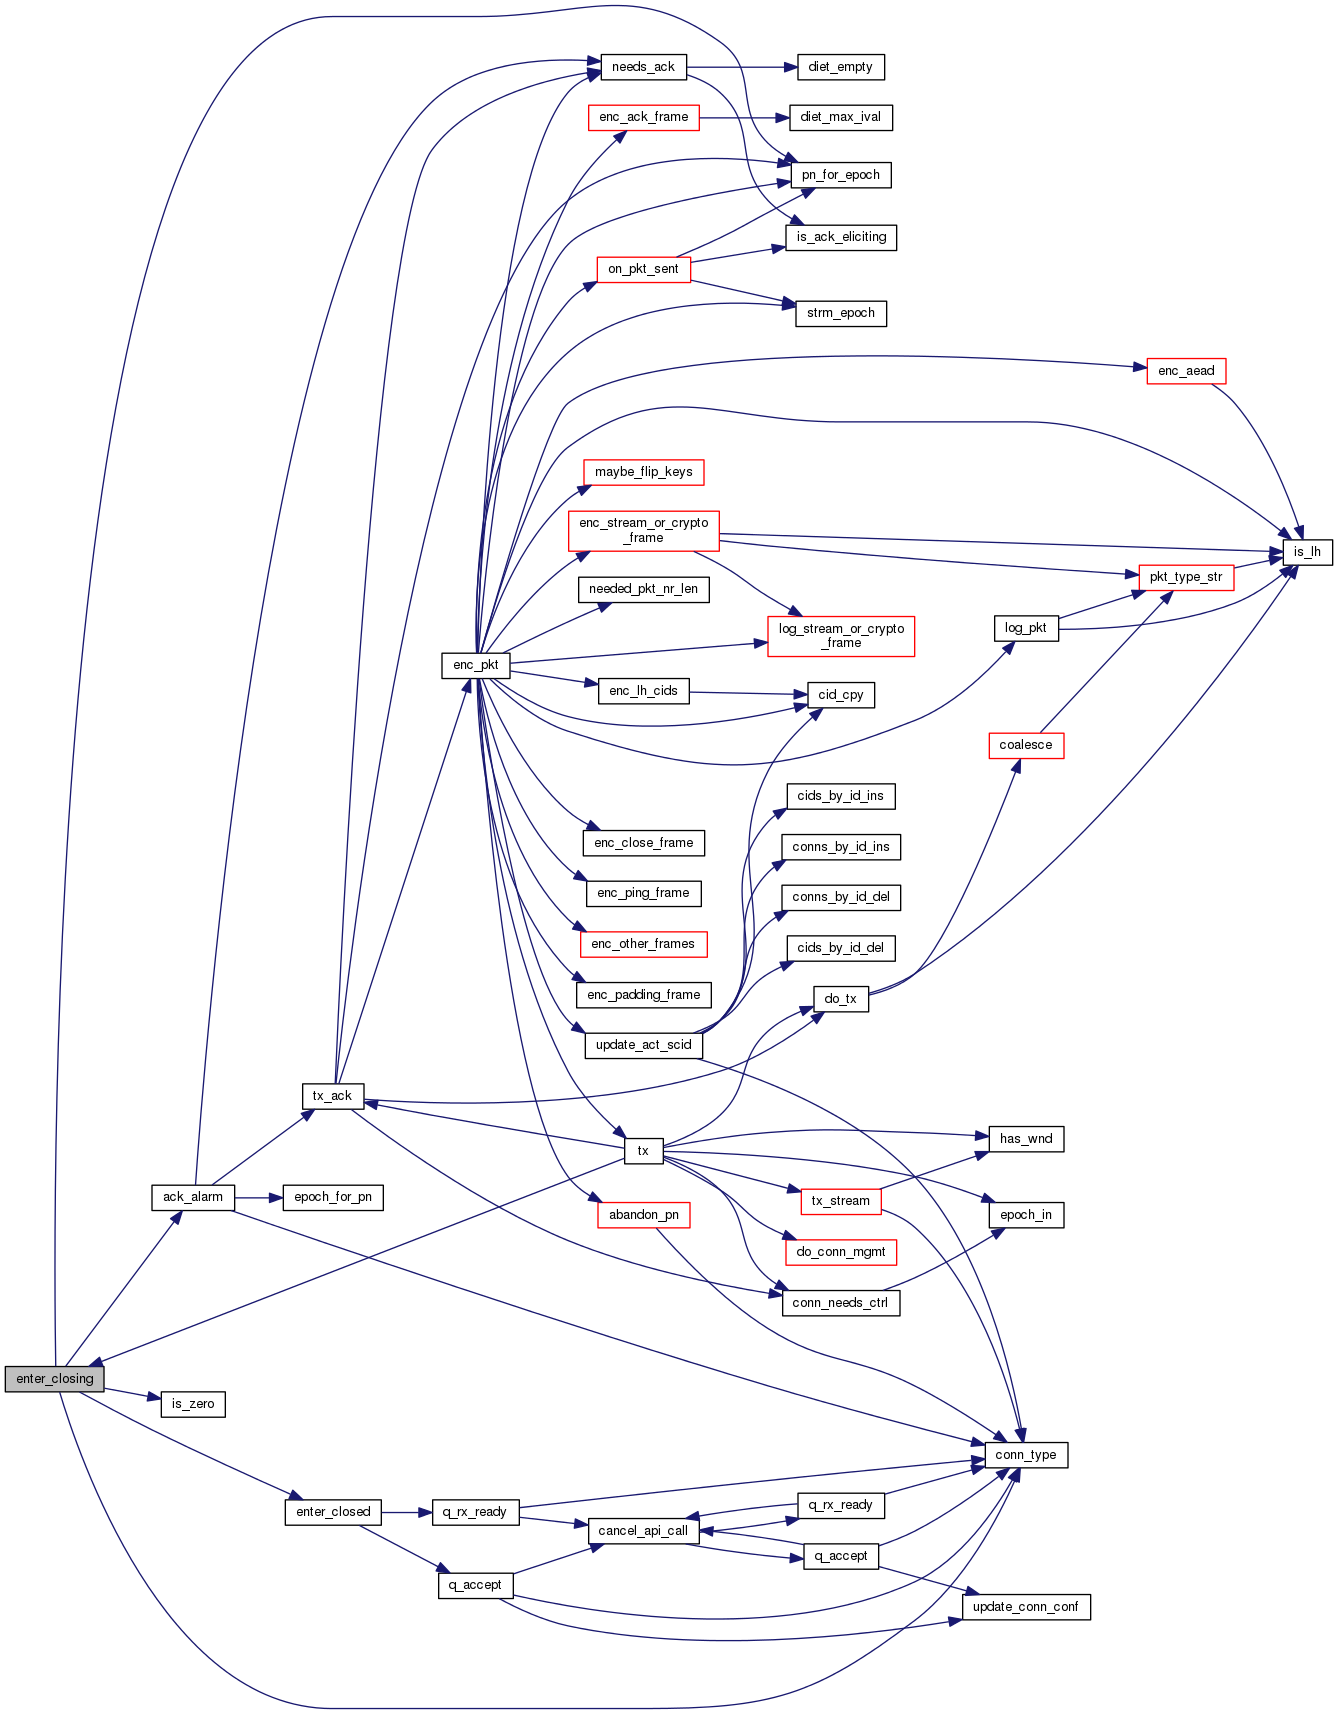 needs_ack
diet_empty
enc_ack_frame
diet_max_ival
pn_for_epoch
is_ack_eliciting
on_pkt_sent
strm_epoch
enc_aead
maybe_flip_keys
enc_stream_or_crypto
_frame
is_lh
pkt_type_str
needed_pkt_nr_len
log_stream_or_crypto
_frame
log_pkt
enc_pkt
enc_lh_cids
cid_cpy
coalesce
cids_by_id_ins
enc_close_frame
conns_by_id_ins
enc_ping_frame
conns_by_id_del
enc_other_frames
cids_by_id_del
enc_padding_frame
do_tx
update_act_scid
tx_ack
has_wnd
tx
ack_alarm
epoch_for_pn
tx_stream
abandon_pn
epoch_in
do_conn_mgmt
conn_needs_ctrl
enter_closing
is_zero
conn_type
enter_closed
q_rx_ready
q_rx_ready
cancel_api_call
q_accept
q_accept
update_conn_conf